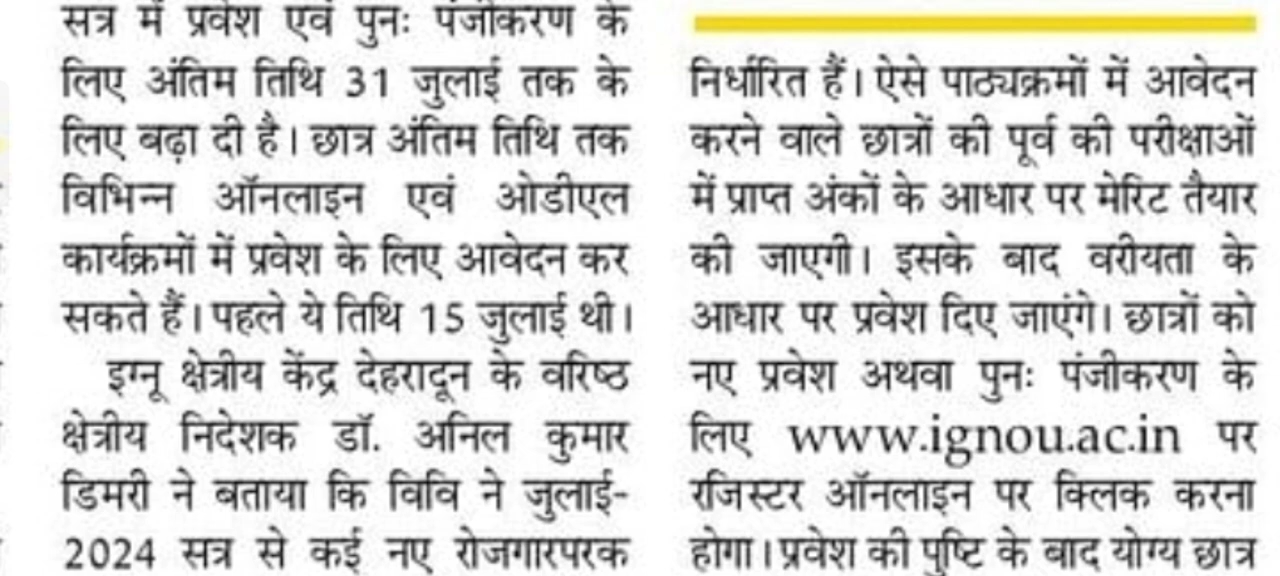 सत्र में प्रवेश एवं पुनः पंजीकरण के
लिए अंतिम तिथि 31 जुलाई तक के
लिए बढ़ा दी है। छात्र अंतिम तिथि तक
विभिन्न ऑनलाइन एवं ओडीएल
कार्यक्रमों में प्रवेश के लिए आवेदन कर
सकते हैं। पहले ये तिथि 15 जुलाई थी।
इग्नू क्षेत्रीय केंद्र देहरादून के वरिष्ठ
क्षेत्रीय निदेशक डॉ. अनिल कुमार
डिमरी ने बताया कि विवि ने जुलाई-
2024 सत्र से कई नए रोजगारपरक
निर्धारित हैं। ऐसे पाठ्यक्रमों में आवेदन
करने वाले छात्रों की पूर्व की परीक्षाओं
में प्राप्त अंकों के आधार पर मेरिट तैयार
की जाएगी। इसके बाद वरीयता के
आधार पर प्रवेश दिए जाएंगे। छात्रों को
नए प्रवेश अथवा पुनः पंजीकरण के
लिए www.ignou.ac.in पर
रजिस्टर ऑनलाइन पर क्लिक करना
होगा। प्रवेश की पुष्टि के बाद योग्य छात्र